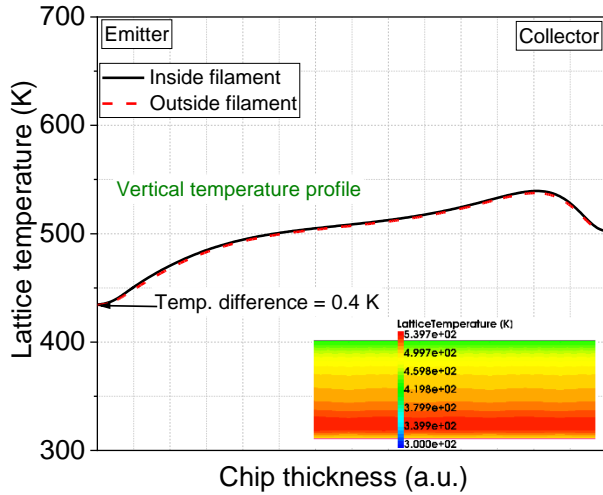 700
Emitter
Collector
Inside filament
Outside filament
600
Vertical temperature profile
500
Temp. difference = 0.4 K
400
LatticeTemperature (K)
5.397e+02
4.997e+02
4.598e+02
4.198e+02
3.799e+02
3.399e+02
3.000e+02
300
Lattice temperature (K)
Chip thickness (a.u.)